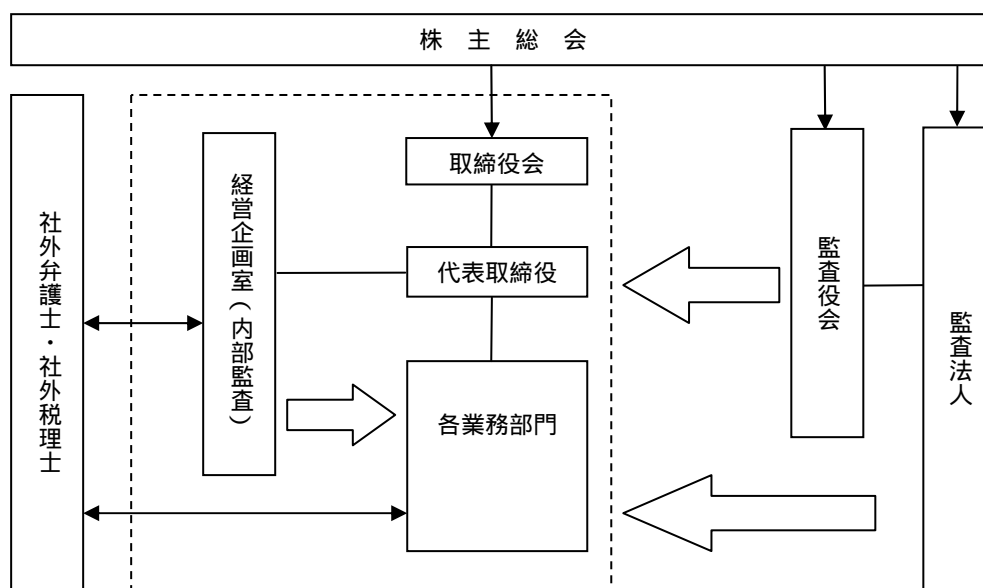 株 主 総 会
社外弁護士・社外税理士
経営企画室(内部監査)
取締役会
代表取締役
各業務部門
監査役会
監査法人